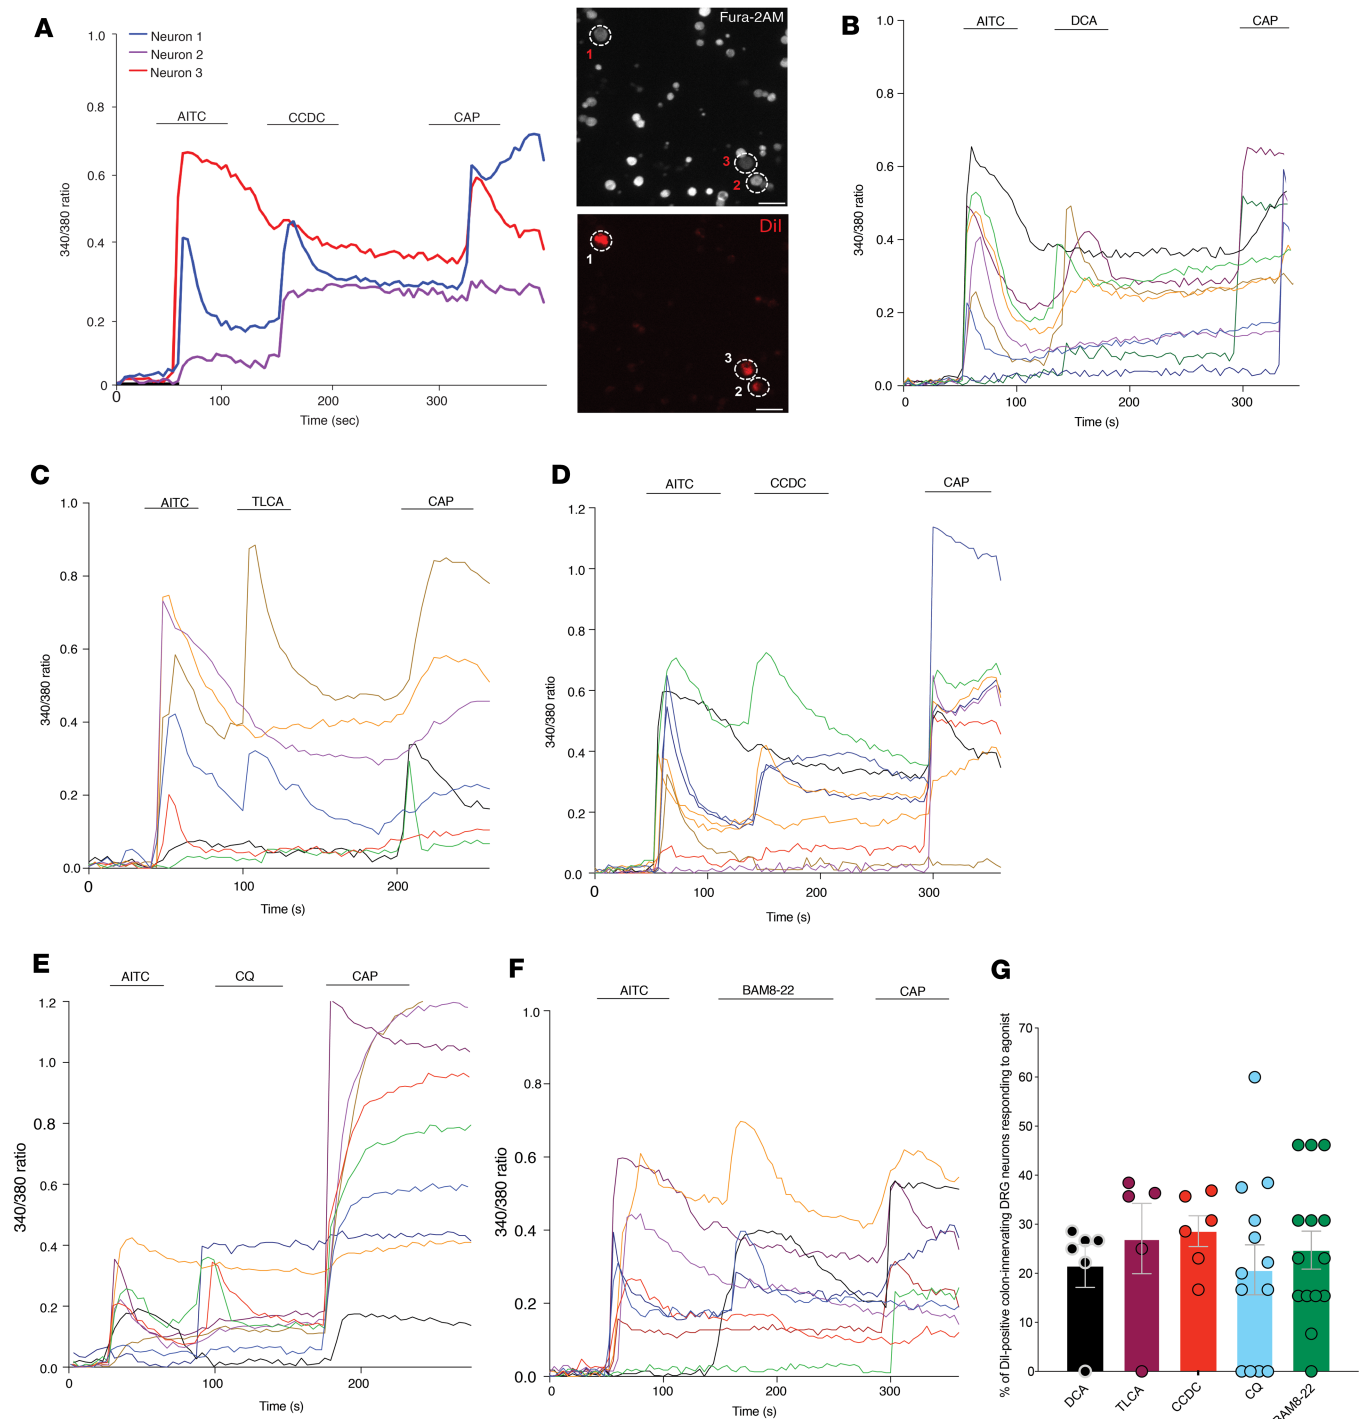 A
Neuron 1
Neuron 2
Neuron 3
AITC
CCDC
CAP
1.0
0.8
0.6
0.4
0.2
0
340/380 ratio
0
100
200
300
Time (sec)
Fura-2AM
1
3
2
DiI
1
3
2
B
AITC
DCA
CAP
1.0
0.8
0.6
0.4
0.2
0.0
340/380 ratio
0
100
200
300
Time (s)
C
AITC
TLCA
CAP
1.0
0.8
0.6
0.4
0.2
0.0
340/380 ratio
0
100
200
Time (s)
D
AITC
CCDC
CAP
1.2
1.0
0.8
0.6
0.4
0.2
0.0
340/380 ratio
0
100
200
300
Time (s)
E
AITC
CQ
CAP
1.2
1.0
0.8
0.6
0.4
0.2
0.0
340/380 ratio
0
100
200
Time (s)
F
AITC
BAM8-22
CAP
1.0
0.8
0.6
0.4
0.2
0.0
340/380 ratio
0
100
200
300
Time (s)
G
% of DiI-positive colon-innervating DRG neurons responding to agonist
70
60
50
40
30
20
10
0
DCA
TLCA
CCDC
CQ
BAM8-22